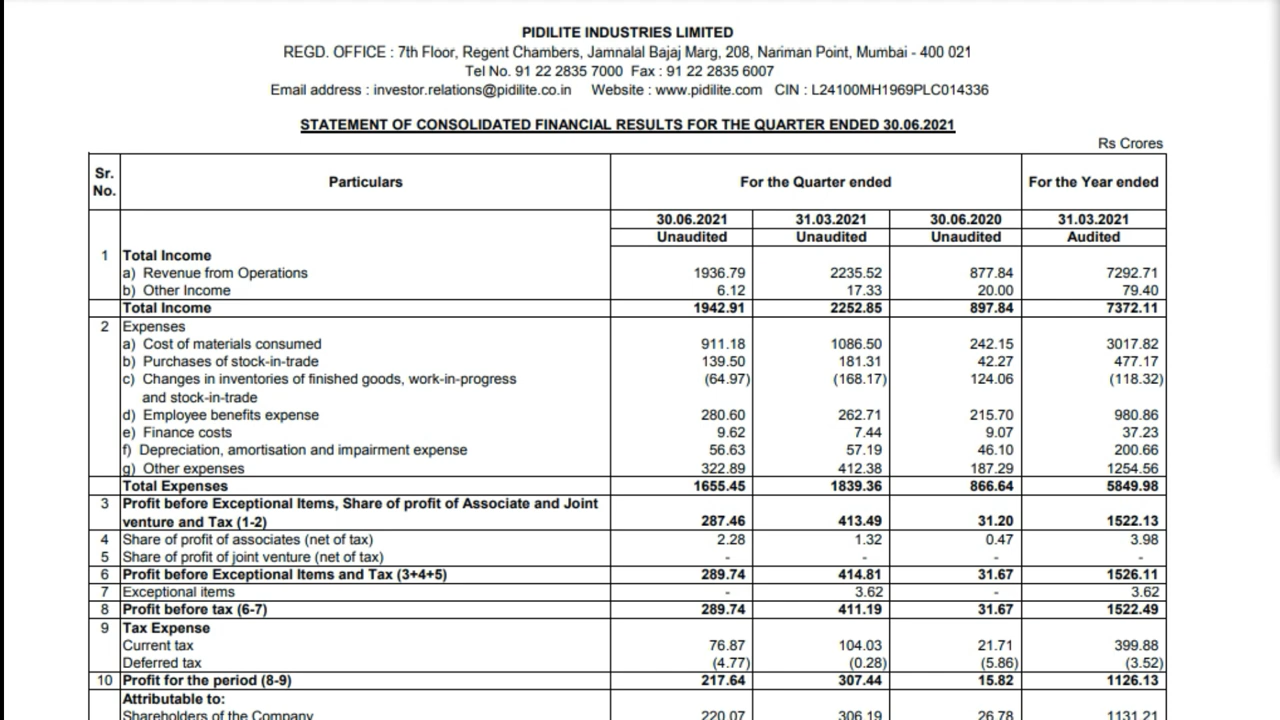 PIDILITE INDUSTRIES LIMITED
REGD. OFFICE : 7th Floor, Regent Chambers, Jamnalal Bajaj Marg, 208, Nariman Point, Mumbai - 400 021
Tel No. 91 22 2835 7000 Fax : 91 22 2835 6007
Email address : investor.relations@pidilite.co.in Website : www.pidilite.com CIN : L24100MH1969PLC014336
STATEMENT OF CONSOLIDATED FINANCIAL RESULTS FOR THE QUARTER ENDED 30.06.2021
Rs Crores
Sr. No. Particulars For the Quarter ended For the Year ended
30.06.2021 31.03.2021 30.06.2020 31.03.2021
Unaudited Unaudited Unaudited Audited
1 Total Income
a) Revenue from Operations 1936.79 2235.52 877.84 7292.71
b) Other Income 6.12 17.33 20.00 79.40
Total Income 1942.91 2252.85 897.84 7372.11
2 Expenses
a) Cost of materials consumed 911.18 1086.50 242.15 3017.82
b) Purchases of stock-in-trade 139.50 181.31 42.27 477.17
c) Changes in inventories of finished goods, work-in-progress (64.97) (168.17) 124.06 (118.32)
and stock-in-trade
d) Employee benefits expense 280.60 262.71 215.70 980.86
e) Finance costs 9.62 7.44 9.07 37.23
f) Depreciation, amortisation and impairment expense 56.63 57.19 46.10 200.66
g) Other expenses 322.89 412.38 187.29 1254.56
Total Expenses 1655.45 1839.36 866.64 5849.98
3 Profit before Exceptional Items, Share of profit of Associate and Joint
venture and Tax (1-2) 287.46 413.49 31.20 1522.13
4 Share of profit of associates (net of tax) 2.28 1.32 0.47 3.98
5 Share of profit of joint venture (net of tax) - - - -
6 Profit before Exceptional Items and Tax (3+4+5) 289.74 414.81 31.67 1526.11
7 Exceptional items - 3.62 - 3.62
8 Profit before tax (6-7) 289.74 411.19 31.67 1522.49
9 Tax Expense
Current tax 76.87 104.03 21.71 399.88
Deferred tax (4.77) (0.28) (5.86) (3.52)
10 Profit for the period (8-9) 217.64 307.44 15.82 1126.13
Attributable to:
Shareholders of the Company 220.07 306.19 26.78 1131.21